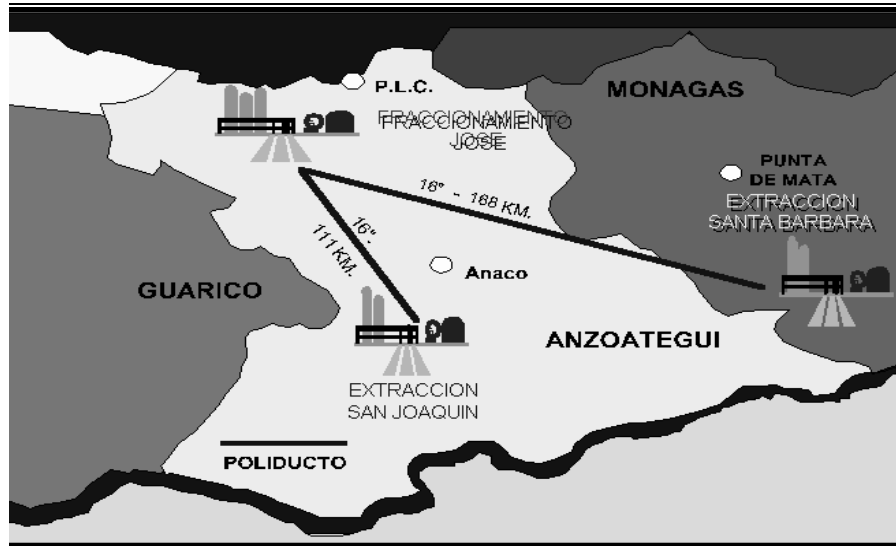 P.L.C.
FRACCIONAMIENTO
JOSE
MONAGAS
PUNTA
DE MATA
EXTRACCION
SANTA BARBARA
16" - 168 KM.
16".
111 KM.
Anaco
GUARICO
ANZOATEGUI
EXTRACCION
SAN JOAQUIN
POLIDUCTO